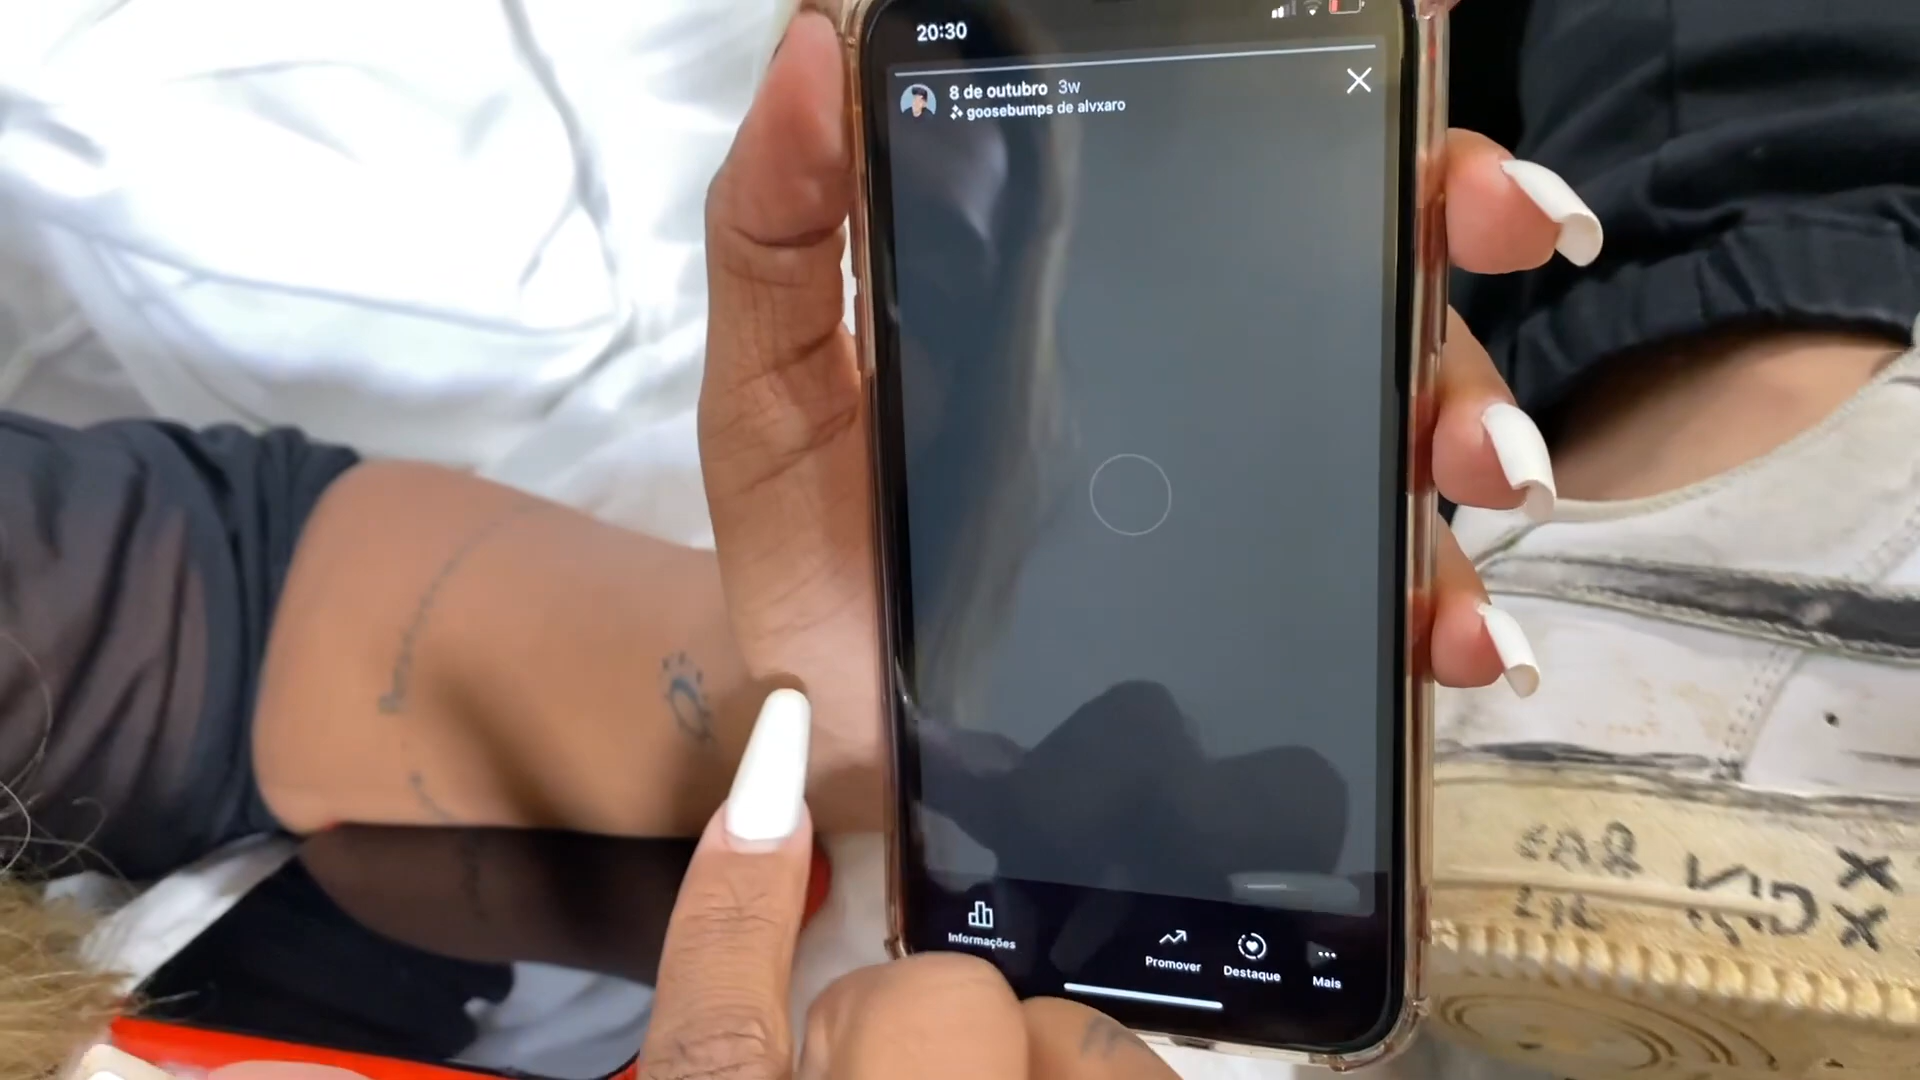 20:30
8 de outubro 3w
goosebumps de alvxaro
Informações
Promover
Destaque
Mais